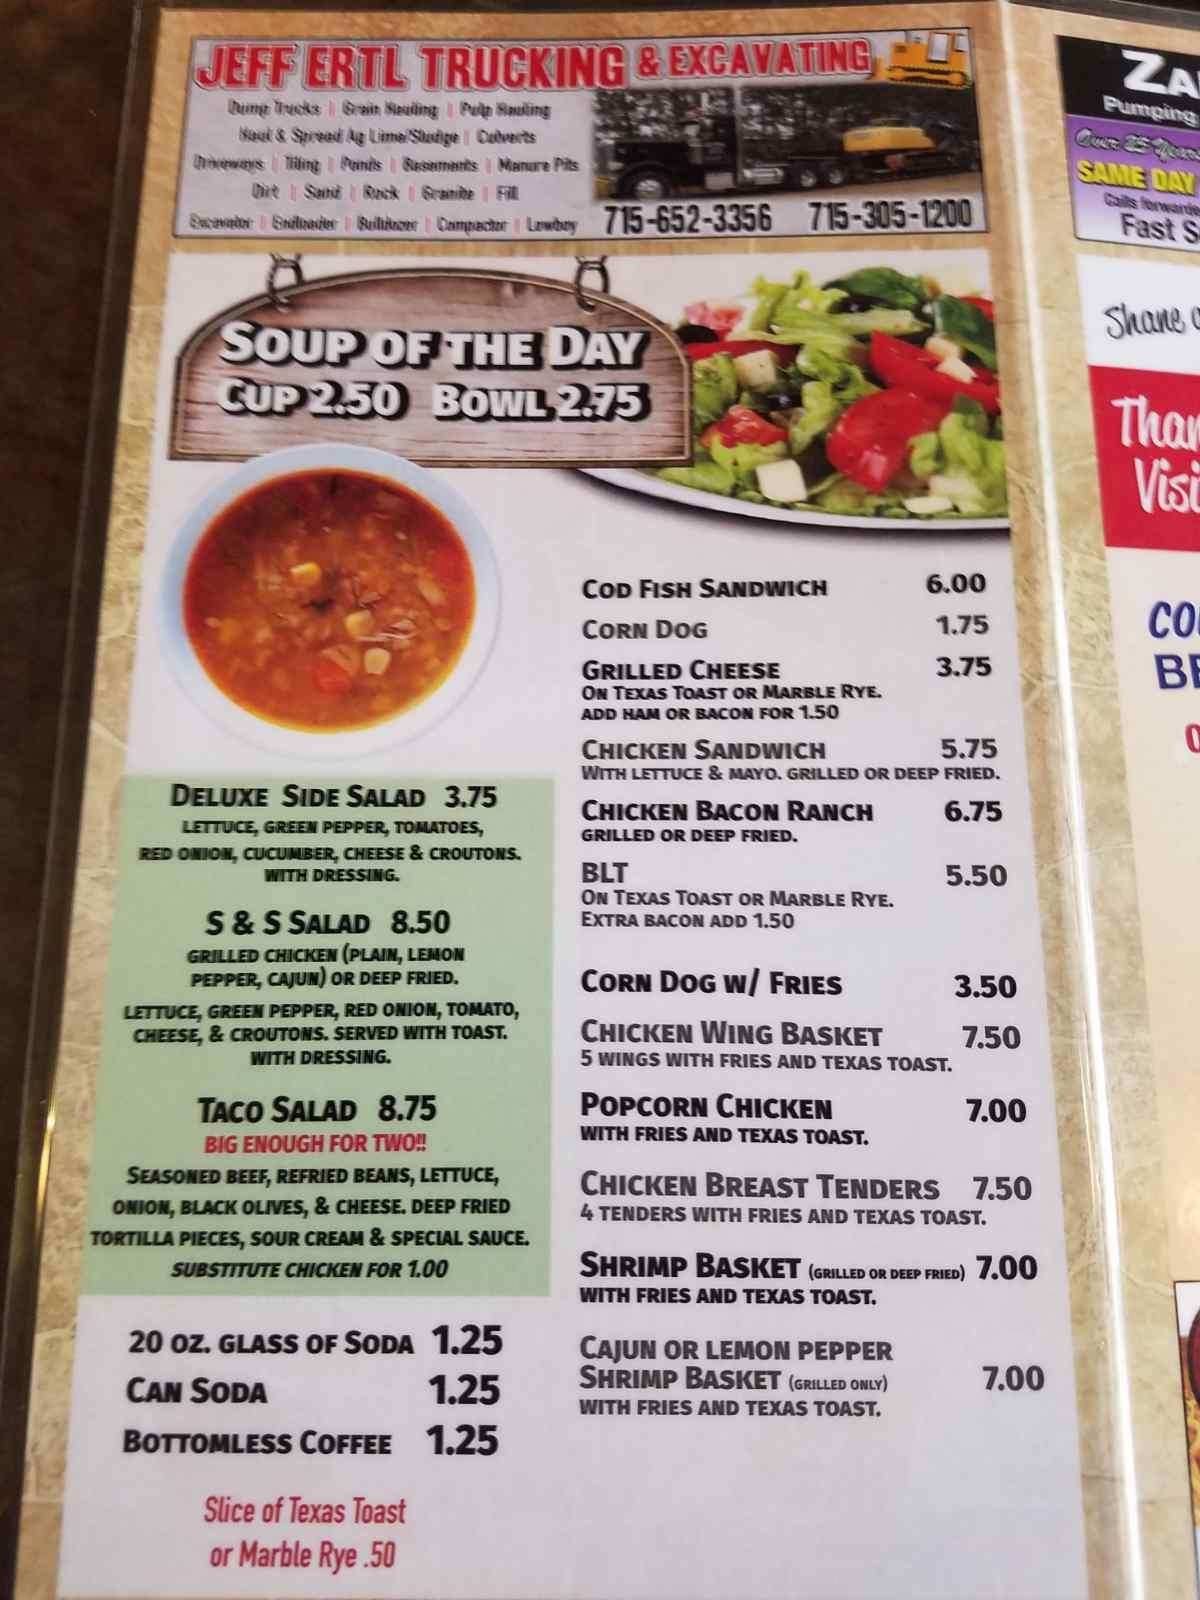 JEFF ERTL TRUCKING & EXCAVATING
Dump Trucks | Grain Hauling | Pulp Hauling
Haul & Spread Ag Lime/Sludge | Culverts
Driveways | Tiling | Ponds | Basements | Manure Pits
Dirt | Sand | Rock | Granite | Fill
Excavator | Endloader | Bulldozer | Compactor | Lowboy
715-652-3356 715-305-1200
SOUP OF THE DAY
CUP 2.50 BOWL 2.75
DELUXE SIDE SALAD 3.75
LETTUCE, GREEN PEPPER, TOMATOES,
RED ONION, CUCUMBER, CHEESE & CROUTONS.
WITH DRESSING.
S & S SALAD 8.50
GRILLED CHICKEN (PLAIN, LEMON
PEPPER, CAJUN) OR DEEP FRIED.
LETTUCE, GREEN PEPPER, RED ONION, TOMATO,
CHEESE, & CROUTONS. SERVED WITH TOAST.
WITH DRESSING.
TACO SALAD 8.75
BIG ENOUGH FOR TWO!!
SEASONED BEEF, REFRIED BEANS, LETTUCE,
ONION, BLACK OLIVES, & CHEESE. DEEP FRIED
TORTILLA PIECES, SOUR CREAM & SPECIAL SAUCE.
SUBSTITUTE CHICKEN FOR 1.00
20 OZ. GLASS OF SODA 1.25
CAN SODA 1.25
BOTTOMLESS COFFEE 1.25
Slice of Texas Toast
or Marble Rye .50
COD FISH SANDWICH 6.00
CORN DOG 1.75
GRILLED CHEESE 3.75
ON TEXAS TOAST OR MARBLE RYE.
ADD HAM OR BACON FOR 1.50
CHICKEN SANDWICH 5.75
WITH LETTUCE & MAYO. GRILLED OR DEEP FRIED.
CHICKEN BACON RANCH 6.75
GRILLED OR DEEP FRIED.
BLT 5.50
ON TEXAS TOAST OR MARBLE RYE.
EXTRA BACON ADD 1.50
CORN DOG W/ FRIES 3.50
CHICKEN WING BASKET 7.50
5 WINGS WITH FRIES AND TEXAS TOAST.
POPCORN CHICKEN 7.00
WITH FRIES AND TEXAS TOAST.
CHICKEN BREAST TENDERS 7.50
4 TENDERS WITH FRIES AND TEXAS TOAST.
SHRIMP BASKET (GRILLED OR DEEP FRIED) 7.00
WITH FRIES AND TEXAS TOAST.
CAJUN OR LEMON PEPPER
SHRIMP BASKET (GRILLED ONLY) 7.00
WITH FRIES AND TEXAS TOAST.
Pumping
Over 25
SAME DAY
Calls
Fast
Shane